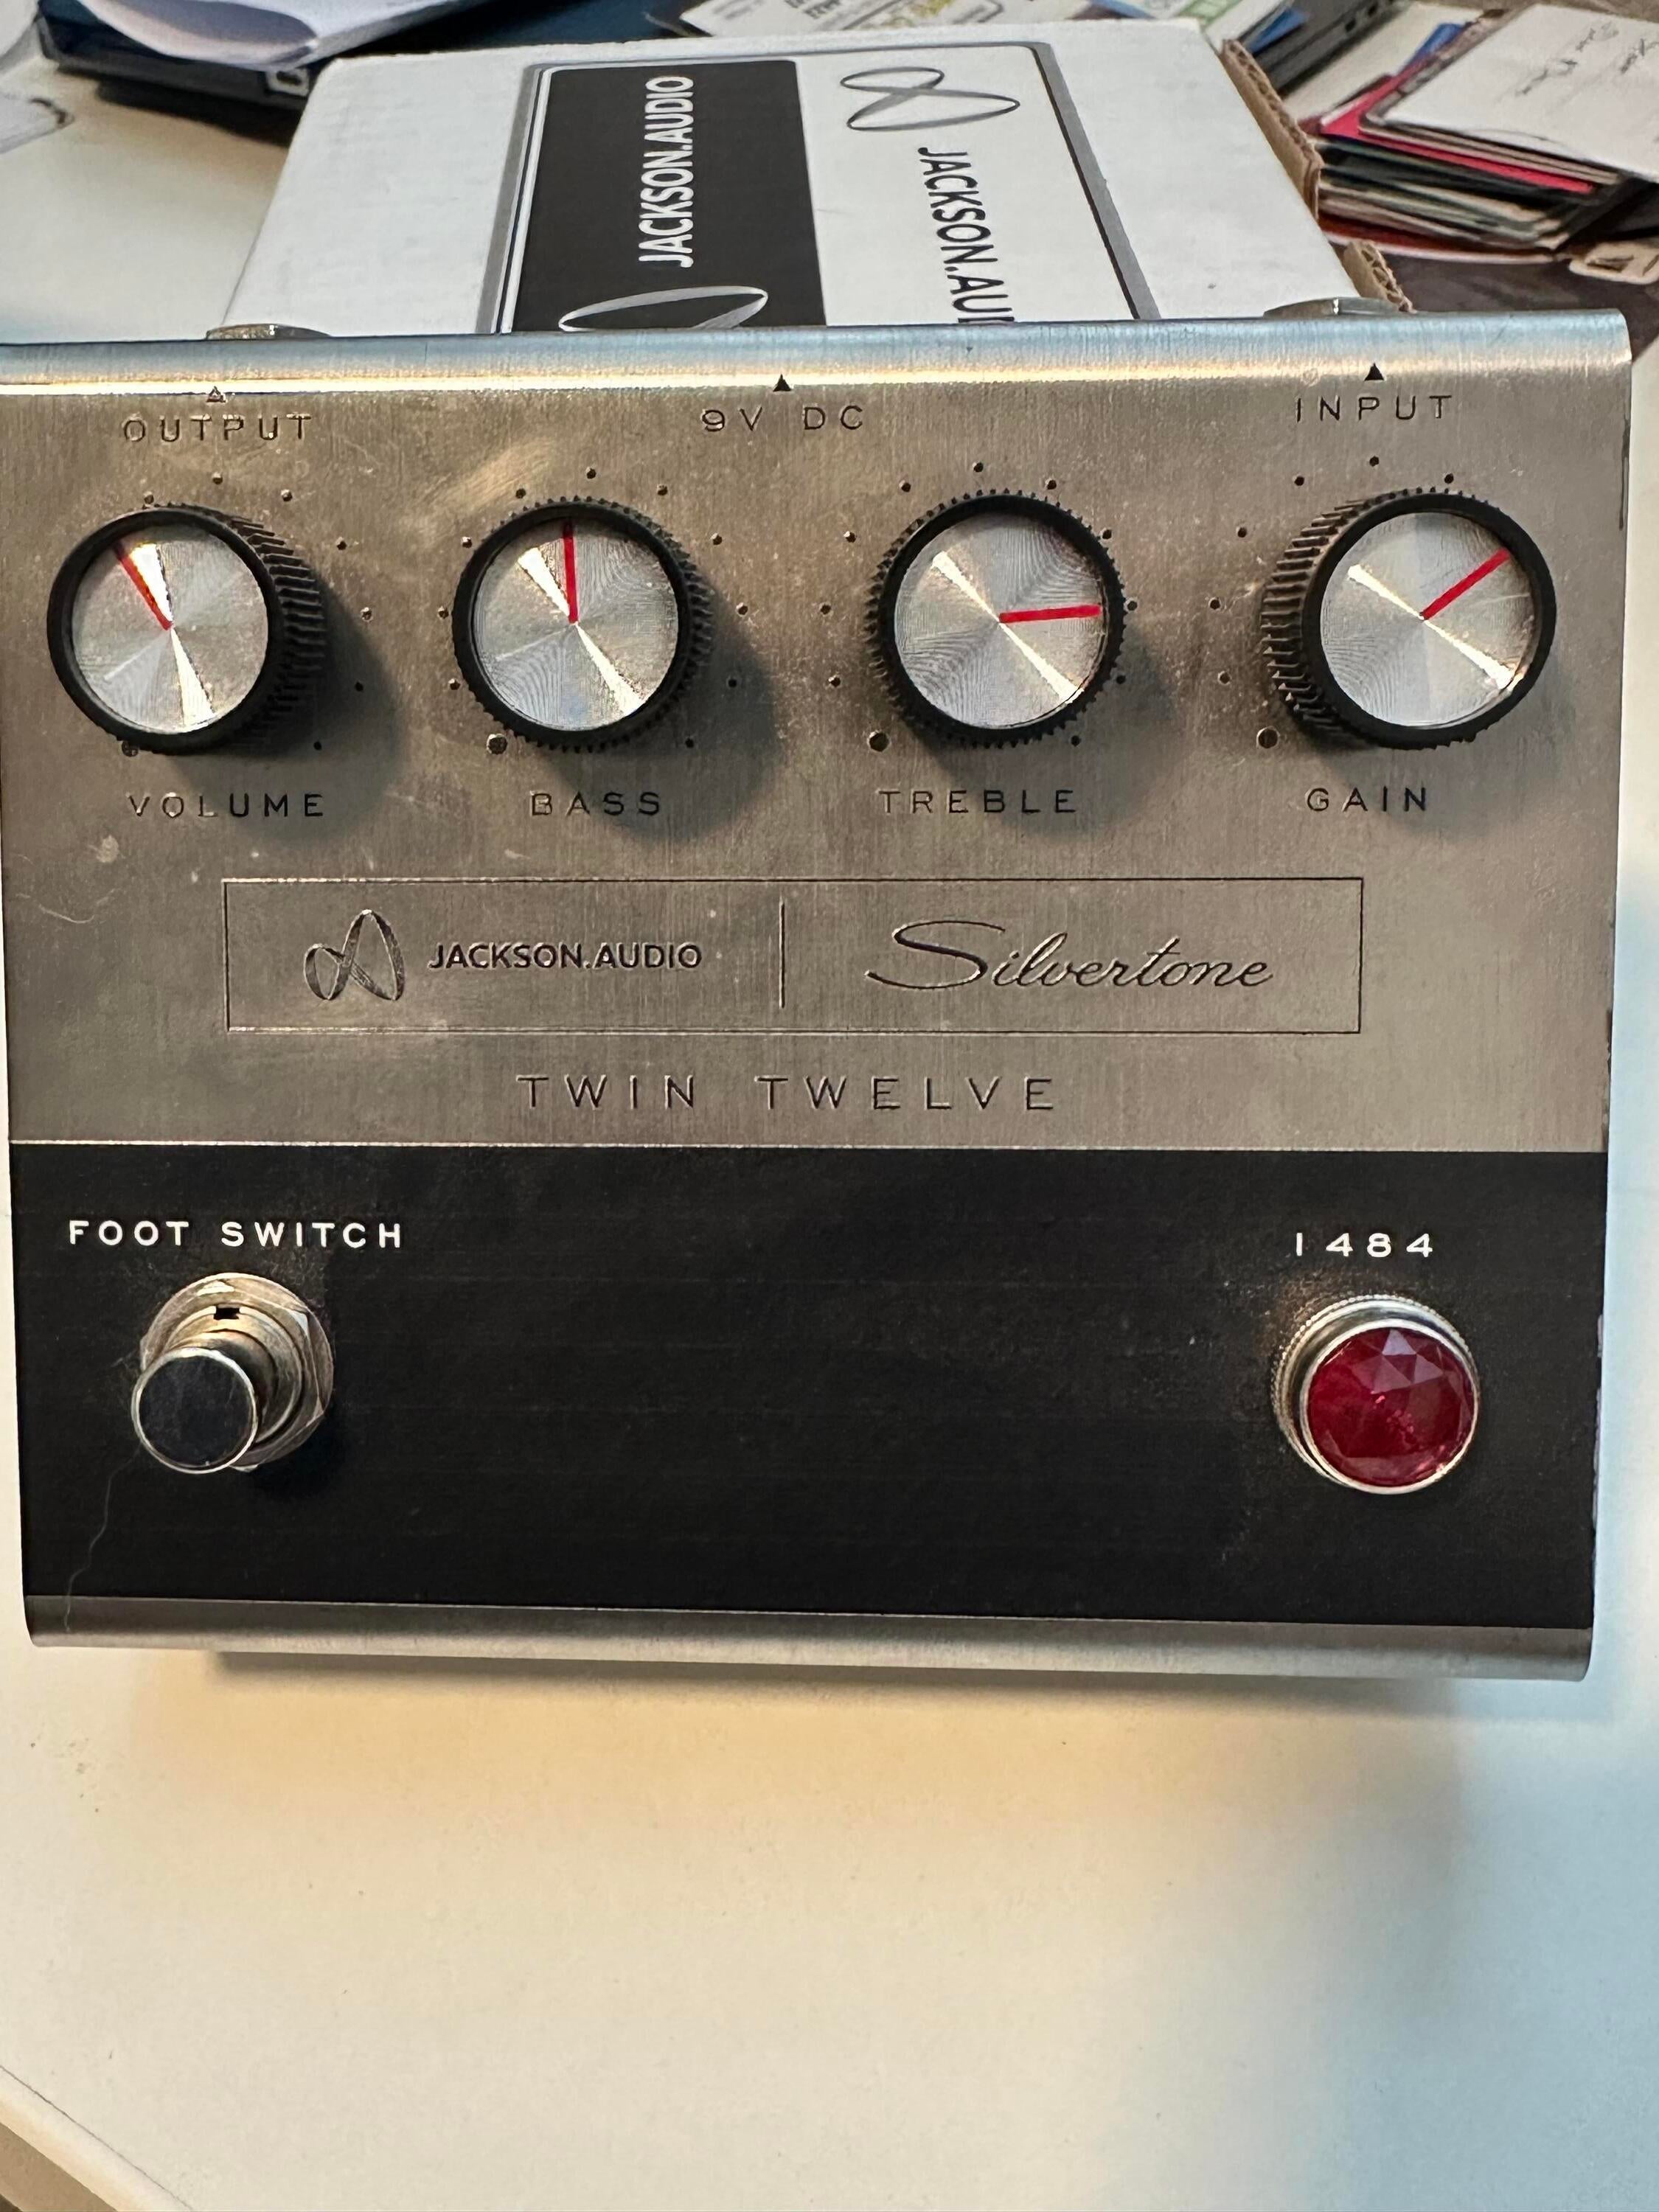 JACKSON.AUDIO
JACKSON.AU
OUTPUT
9V DC
INPUT
VOLUME
BASS
TREBLE
GAIN
JACKSON.AUDIO
Silvertone
TWIN TWELVE
FOOT SWITCH
1484